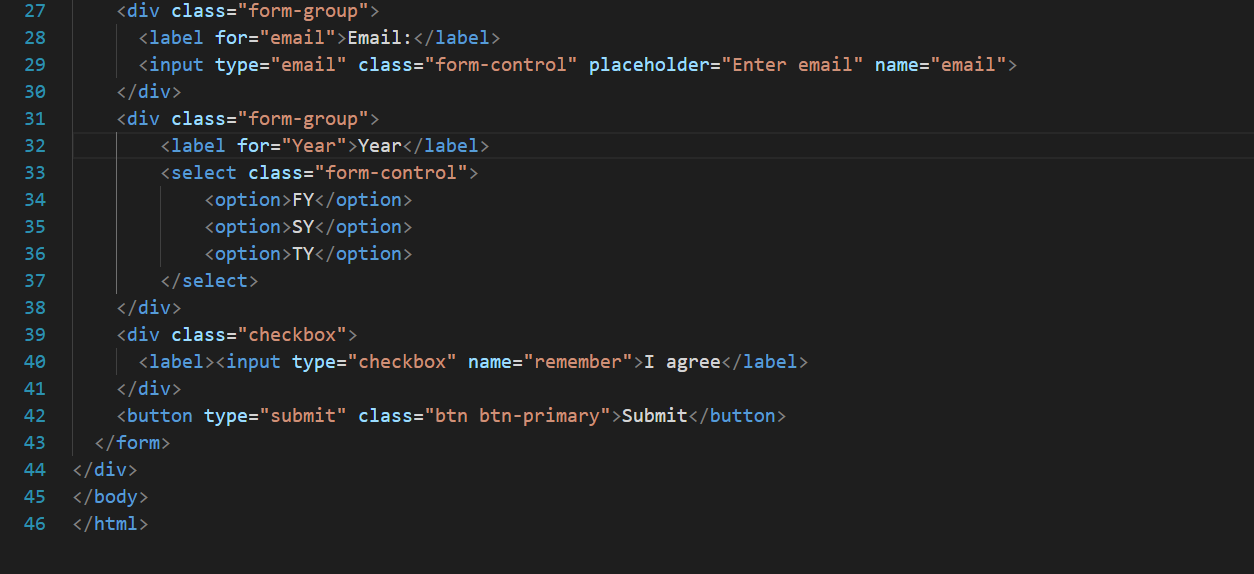 27 <div class="form-group">
28 <label for="email">Email:</label>
29 <input type="email" class="form-control" placeholder="Enter email" name="email">
30 </div>
31 <div class="form-group">
32 <label for="Year">Year</label>
33 <select class="form-control">
34 <option>FY</option>
35 <option>SY</option>
36 <option>TY</option>
37 </select>
38 </div>
39 <div class="checkbox">
40 <label><input type="checkbox" name="remember">I agree</label>
41 </div>
42 <button type="submit" class="btn btn-primary">Submit</button>
43 </form>
44 </div>
45 </body>
46 </html>